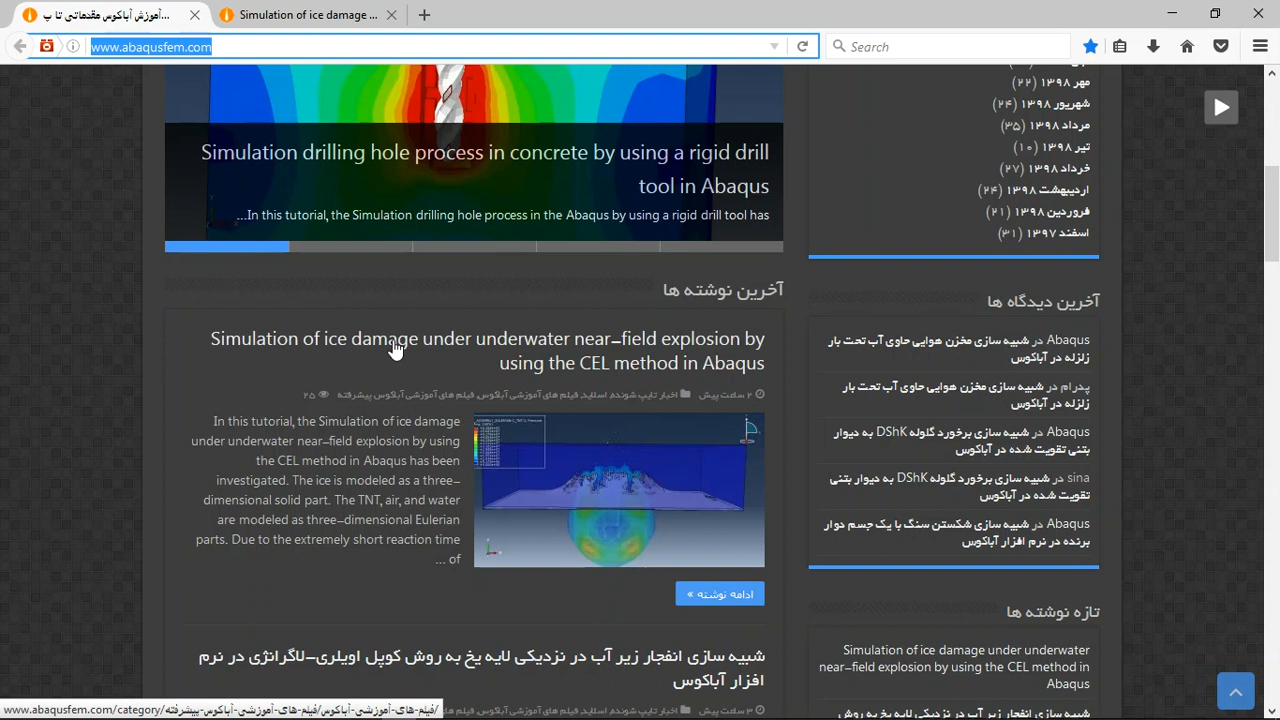 آموزش آباکوس مقدماتی تا پ...
Simulation of ice damage ...
www.abaqusfem.com
Search
Simulation drilling hole process in concrete by using a rigid drill
tool in Abaqus
...In this tutorial, the Simulation drilling hole process in the Abaqus by using a rigid drill tool has
مهر ۱۳۹۸ (۲۲)
شهریور ۱۳۹۸ (۲۴)
مرداد ۱۳۹۸ (۳۵)
تیر ۱۳۹۸ (۱۰)
خرداد ۱۳۹۸ (۲۷)
اردیبهشت ۱۳۹۸ (۲۴)
فروردین ۱۳۹۸ (۲۱)
اسفند ۱۳۹۷ (۳۱)
آخرین نوشته ها
Simulation of ice damage under underwater near-field explosion by
using the CEL method in Abaqus
۲ ساعت پیش اخبار تایپ شونده, اسلاید, فیلم های آموزشی آباکوس, فیلم های آموزشی آباکوس پیشرفته ۲۵
In this tutorial, the Simulation of ice damage
under underwater near-field explosion by using
the CEL method in Abaqus has been
investigated. The ice is modeled as a three-
dimensional solid part. The TNT, air, and water
are modeled as three-dimensional Eulerian
parts. Due to the extremely short reaction time
... of
ادامه نوشته »
شبیه سازی انفجار زیر آب در نزدیکی لایه یخ به روش کوپل اویلری-لاگرانژی در نرم
افزار آباکوس
۳ ساعت پیش اخبار تایپ شونده, اسلاید, فیلم های آموزشی آباکوس, فیلم های آموزشی آباکوس پیشرفته
آخرین دیدگاه ها
Abaqus در شبیه سازی مخزن هوایی حاوی آب تحت بار
زلزله در آباکوس
پدرام در شبیه سازی مخزن هوایی حاوی آب تحت بار
زلزله در آباکوس
Abaqus در شبیه سازی برخورد گلوله DShK به دیوار
بتنی تقویت شده در آباکوس
sina در شبیه سازی برخورد گلوله DShK به دیوار بتنی
تقویت شده در آباکوس
Abaqus در شبیه سازی شکستن سنگ با یک جسم دوار
برنده در نرم افزار آباکوس
تازه نوشته ها
Simulation of ice damage under underwater
near-field explosion by using the CEL method in
Abaqus
شبیه سازی انفجار زیر آب در نزدیکی لایه یخ به روش
www.abaqusfem.com/category/فیلم-های-آموزشی-آباکوس/فیلم-های-آموزشی-آباکوس-پیشرفته/